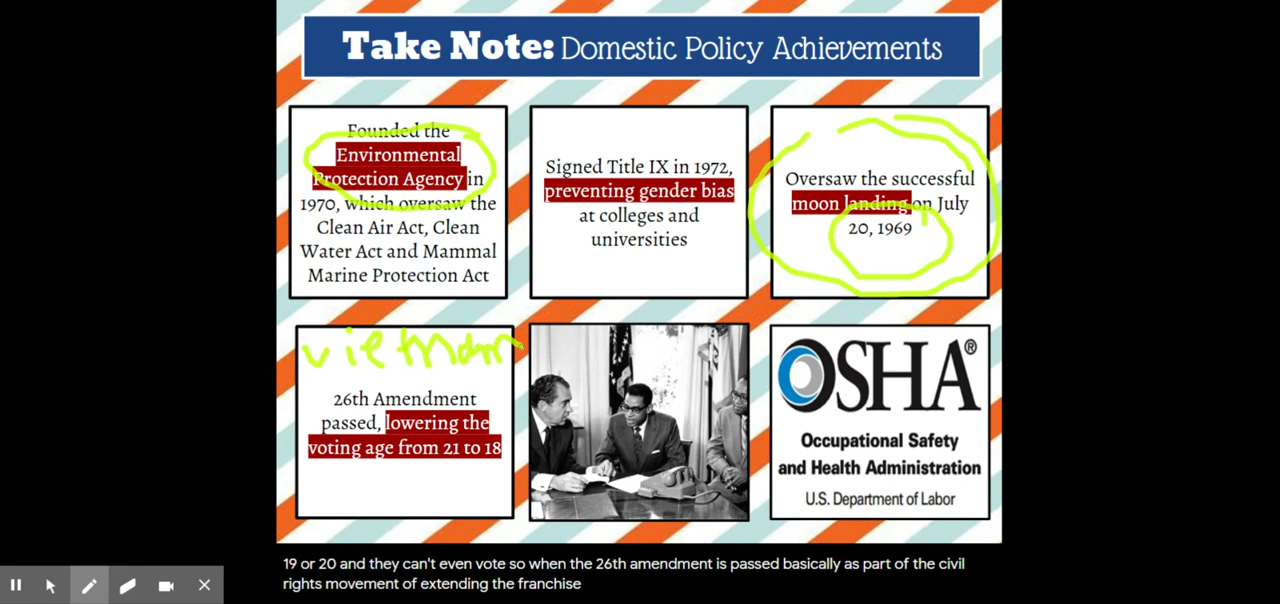 Take Note: Domestic Policy Achievements
Founded the
Environmental
Protection Agency in
1970, which oversaw the
Clean Air Act, Clean
Water Act and Mammal
Marine Protection Act
Signed Title IX in 1972,
preventing gender bias
at colleges and
universities
Oversaw the successful
moon landing on July
20, 1969
vietnam
26th Amendment
passed, lowering the
voting age from 21 to 18
OSHA®
Occupational Safety
and Health Administration
U.S. Department of Labor
19 or 20 and they can't even vote so when the 26th amendment is passed basically as part of the civil
rights movement of extending the franchise